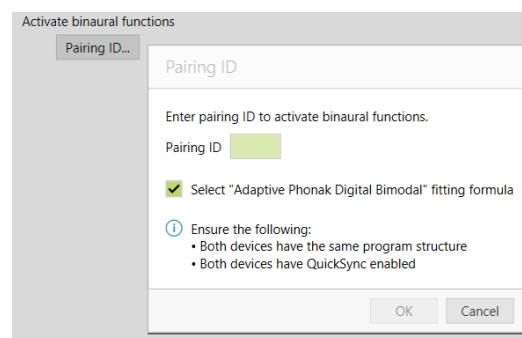 Activate binaural functions
Pairing ID...
Pairing ID
Enter pairing ID to activate binaural functions.
Pairing ID
Select "Adaptive Phonak Digital Bimodal" fitting formula
Ensure the following:
• Both devices have the same program structure
• Both devices have QuickSync enabled
OK Cancel